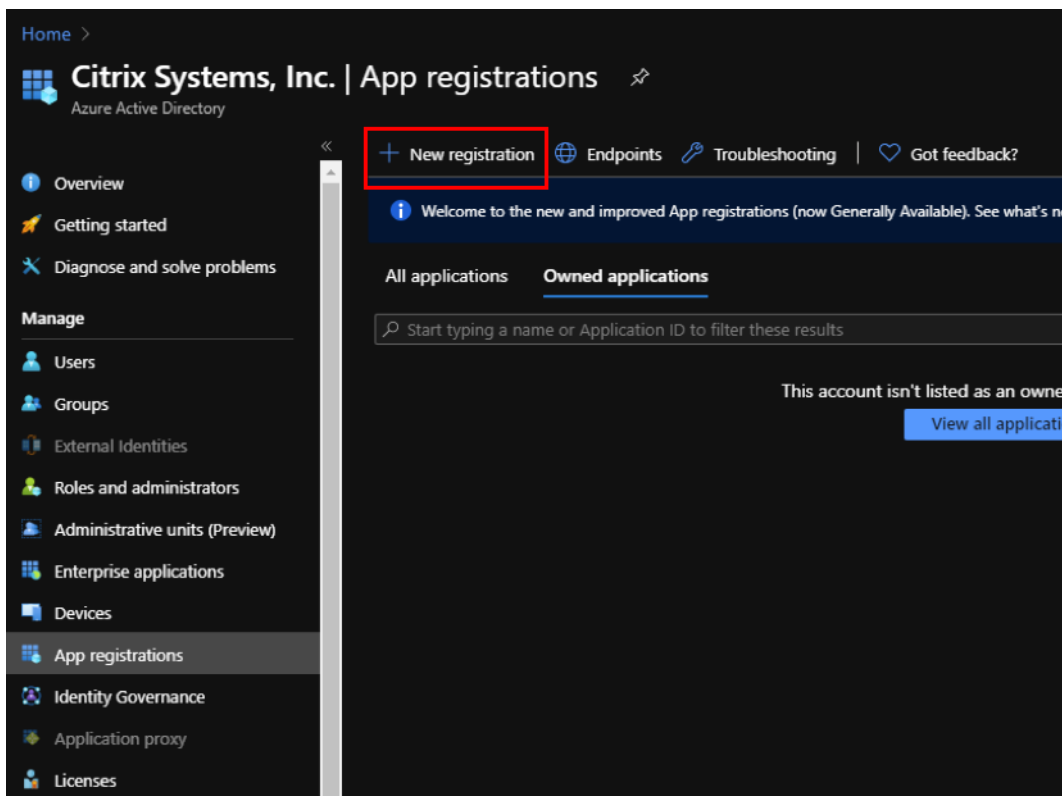 Home >
Citrix Systems, Inc. | App registrations
Azure Active Directory
«
Overview
Getting started
Diagnose and solve problems
Manage
Users
Groups
External Identities
Roles and administrators
Administrative units (Preview)
Enterprise applications
Devices
App registrations
Identity Governance
Application proxy
Licenses
+ New registration Endpoints Troubleshooting | Got feedback?
Welcome to the new and improved App registrations (now Generally Available). See what's
All applications Owned applications
Start typing a name or Application ID to filter these results
This account isn't listed as an
View all